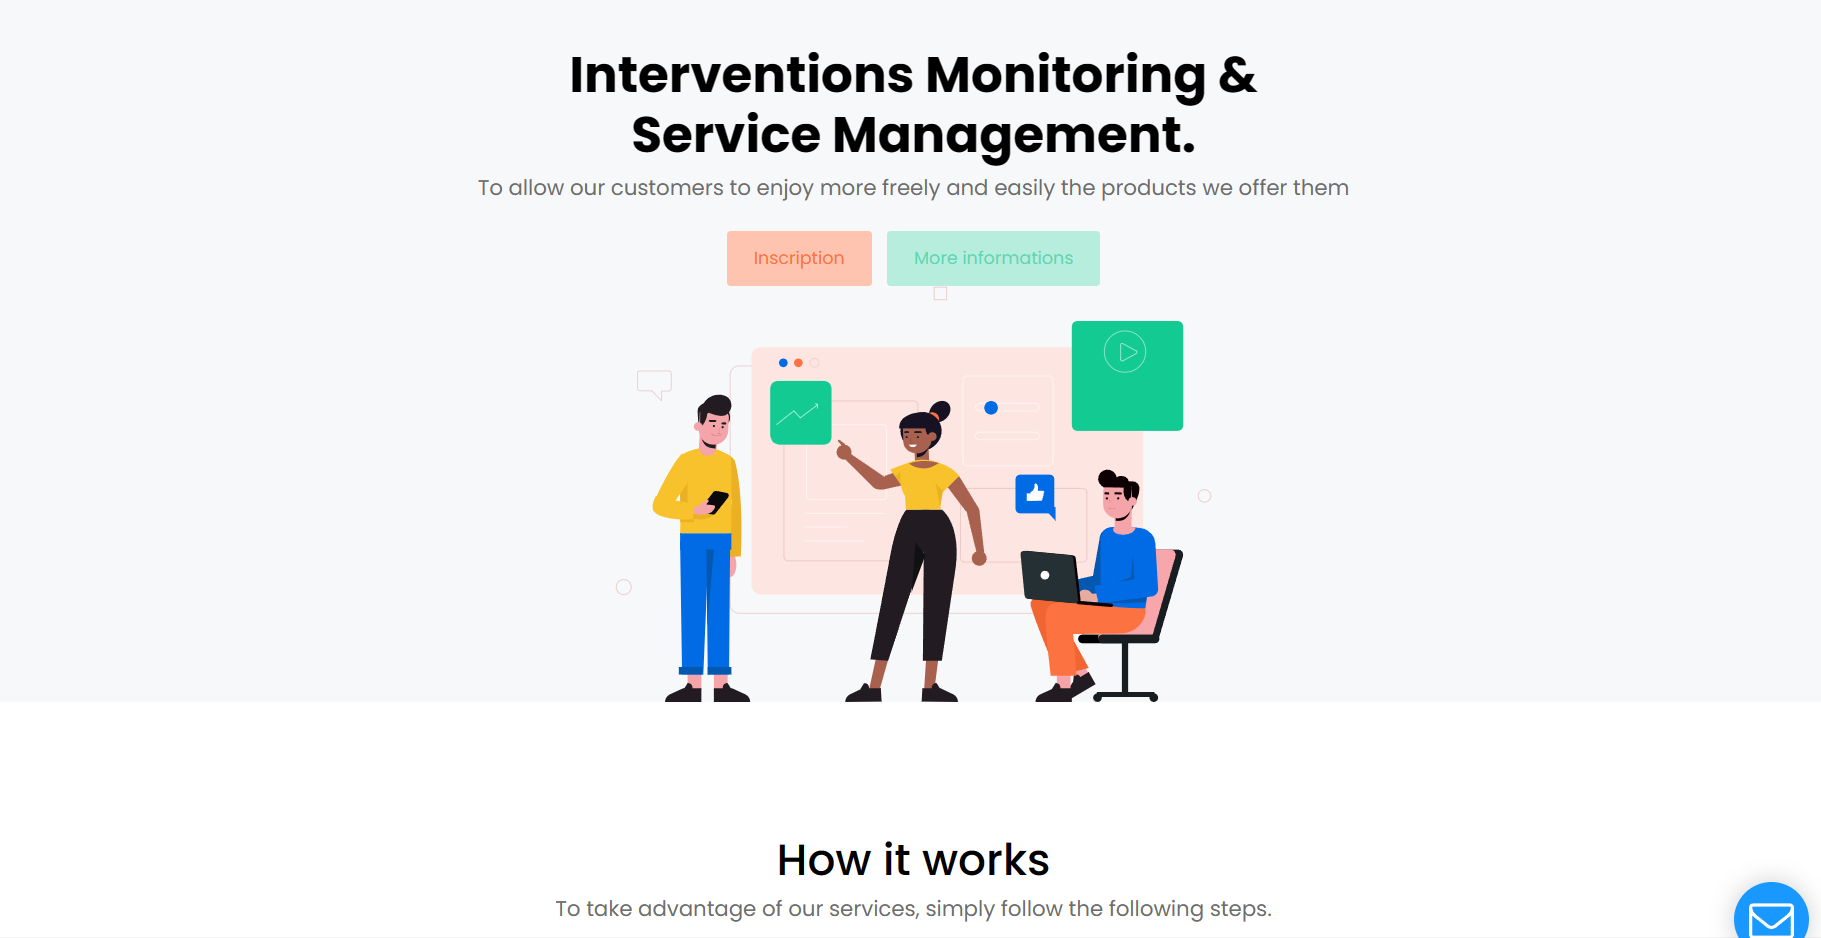 Interventions Monitoring &
Service Management.
To allow our customers to enjoy more freely and easily the products we offer them
Inscription
More informations
How it works
To take advantage of our services, simply follow the following steps.